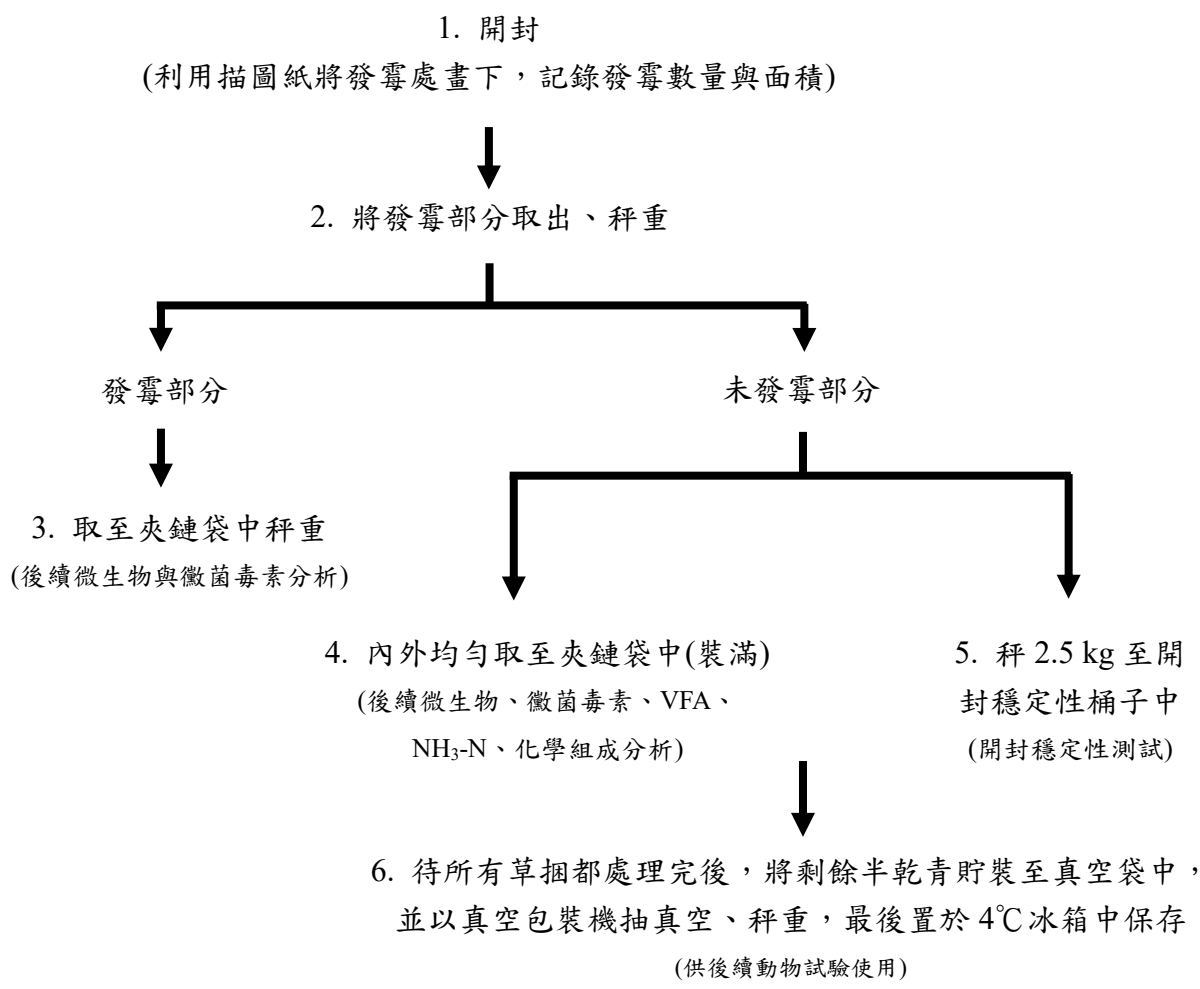 1. 開封
(利用描圖紙將發霉處畫下，記錄發霉數量與面積)
2. 將發霉部分取出、秤重
發霉部分
未發霉部分
3. 取至夾鏈袋中秤重
(後續微生物與黴菌毒素分析)
4. 內外均勻取至夾鏈袋中(裝滿)
(後續微生物、黴菌毒素、VFA、
NH₃-N、化學組成分析)
5. 秤 2.5 kg 至開
封穩定性桶子中
(開封穩定性測試)
6. 待所有草捆都處理完後，將剩餘半乾青貯裝至真空袋中，
並以真空包裝機抽真空、秤重，最後置於 4℃冰箱中保存
(供後續動物試驗使用)